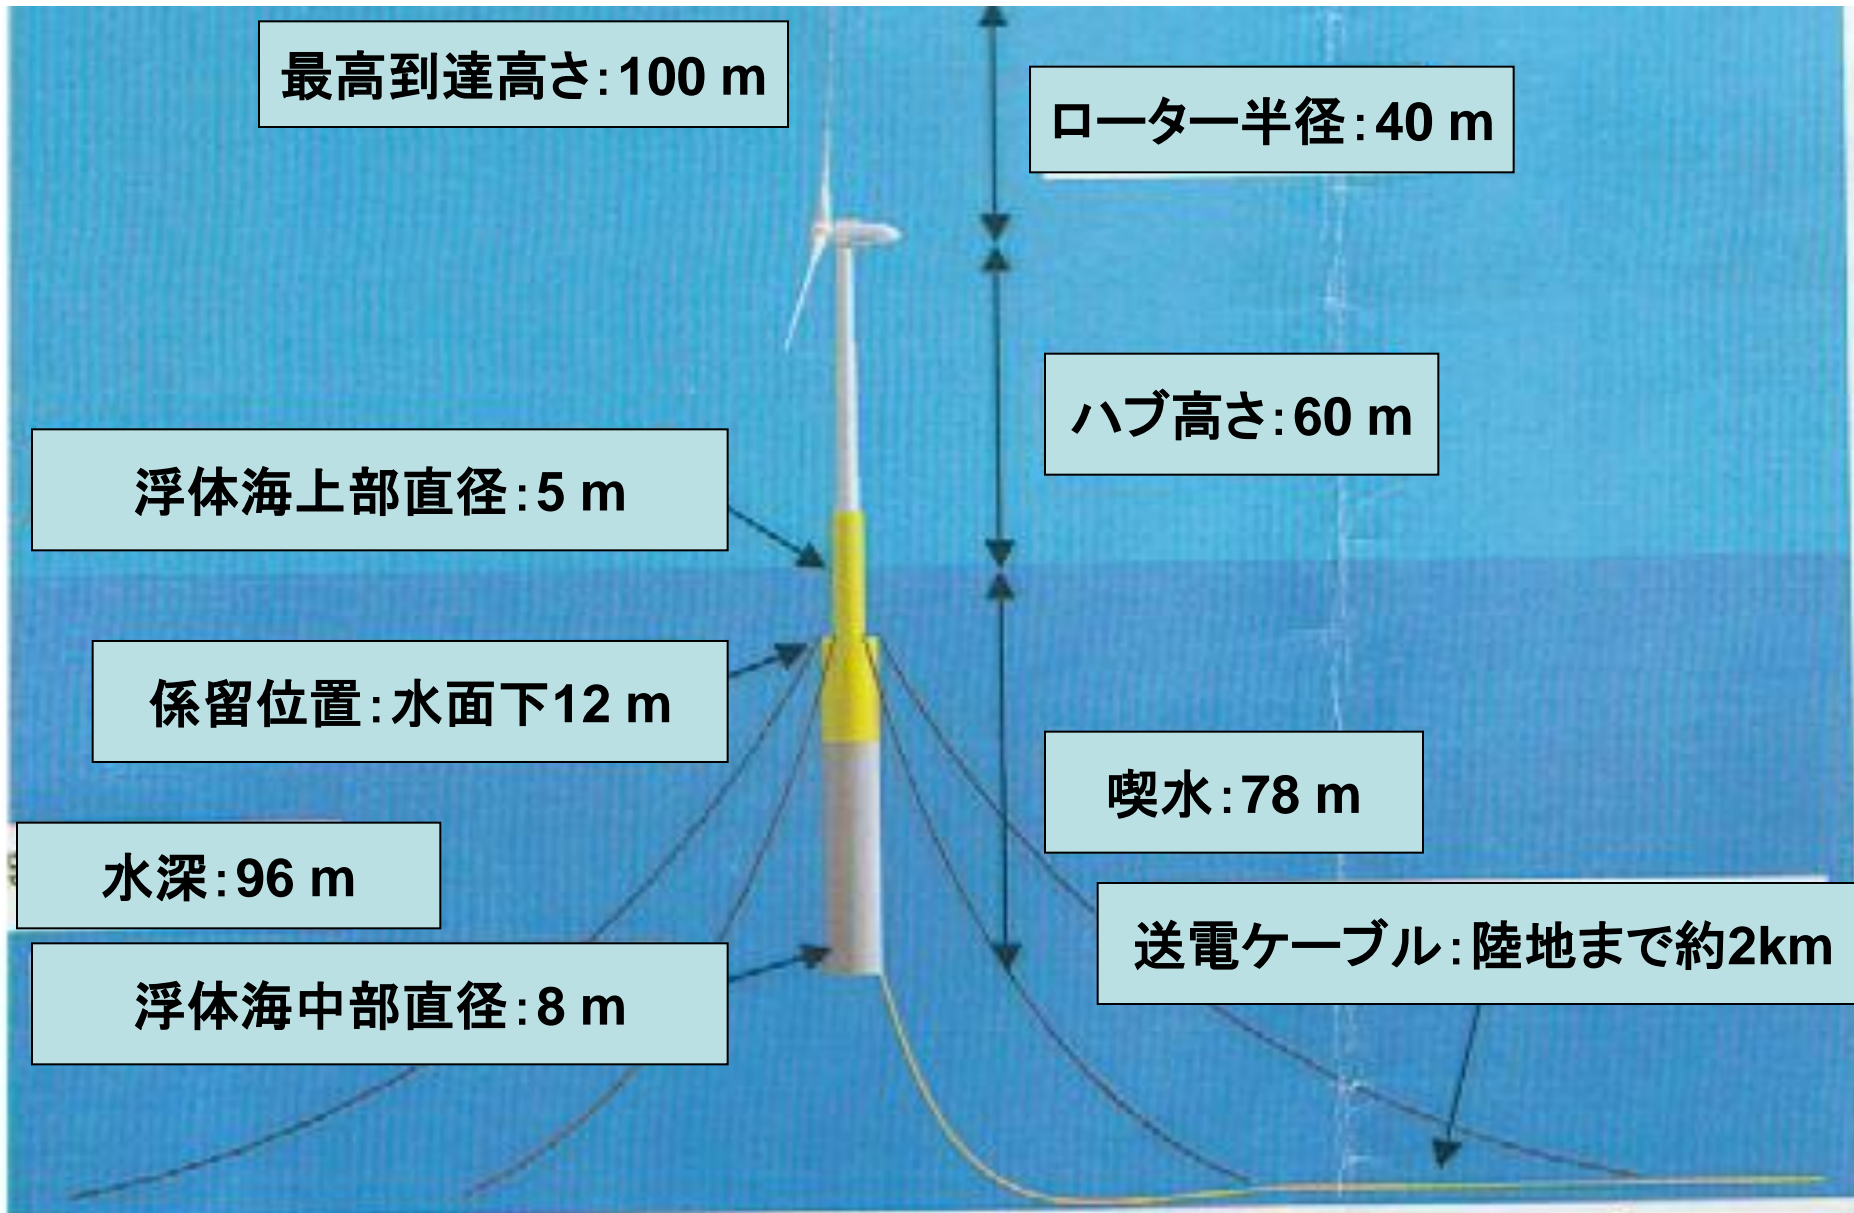 最高到達高さ：100 m
ローター半径：40 m
ハブ高さ：60 m
浮体海上部直径：5 m
係留位置：水面下12 m
喫水：78 m
水深：96 m
送電ケーブル：陸地まで約2km
浮体海中部直径：8 m